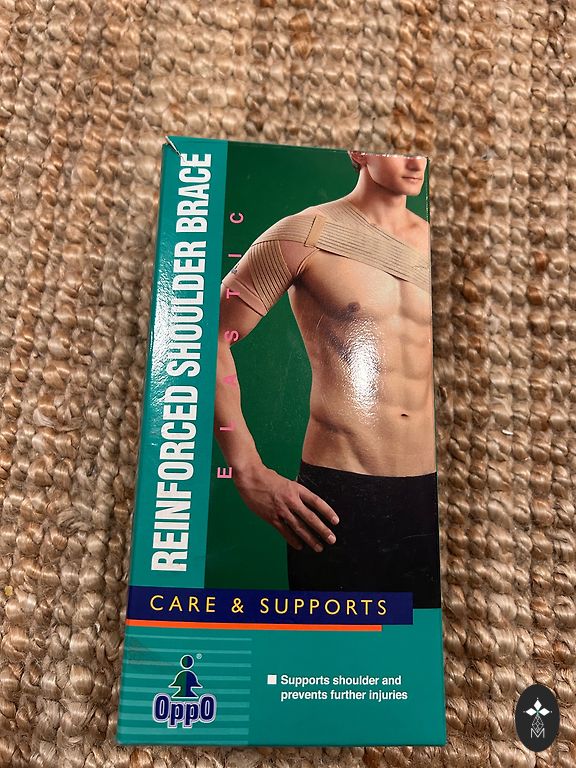 REINFORCED SHOULDER BRACE
ELASTIC
CARE & SUPPORTS
Supports shoulder and
prevents further injuries
®
OppO